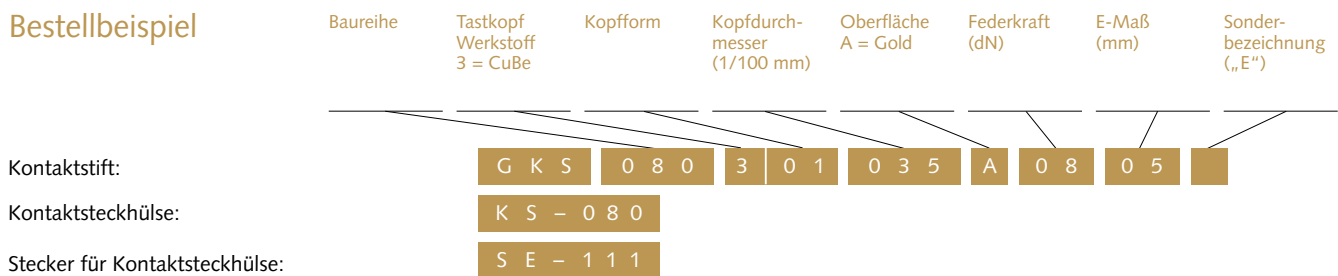 Bestellbeispiel
Baureihe
Tastkopf
Werkstoff
3 = CuBe
Kopfform
Kopfdurch-
messer
(1/100 mm)
Oberfläche
A = Gold
Federkraft
(dN)
E-Maß
(mm)
Sonder-
bezeichnung
(„E“)
Kontaktstift: G K S 0 8 0 3 0 1 0 3 5 A 0 8 0 5
Kontaktsteckhülse: K S – 0 8 0
Stecker für Kontaktsteckhülse: S E – 1 1 1